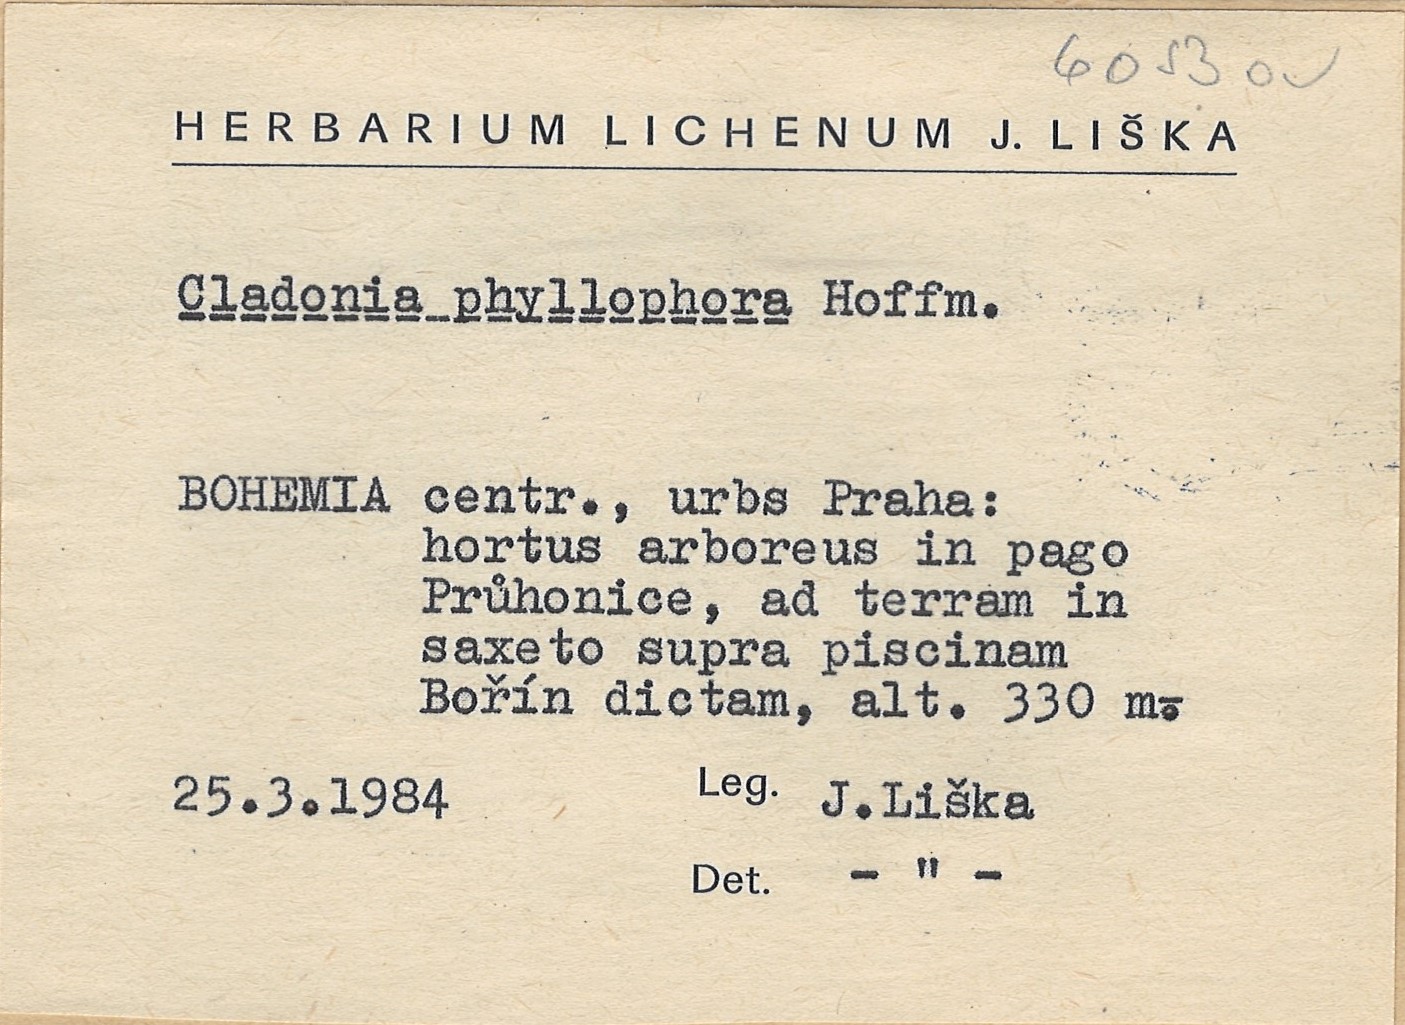 HERBARIUM LICHENUM J. LIŠKA
Cladonia phyllophora Hoffm.
BOHEMIA centr., urbs Praha:
hortus arboreus in pago
Průhonice, ad terram in
saxeto supra piscinam
Bořín dictam, alt. 330 m.
25.3.1984 Leg. J.Liška
Det. - " -